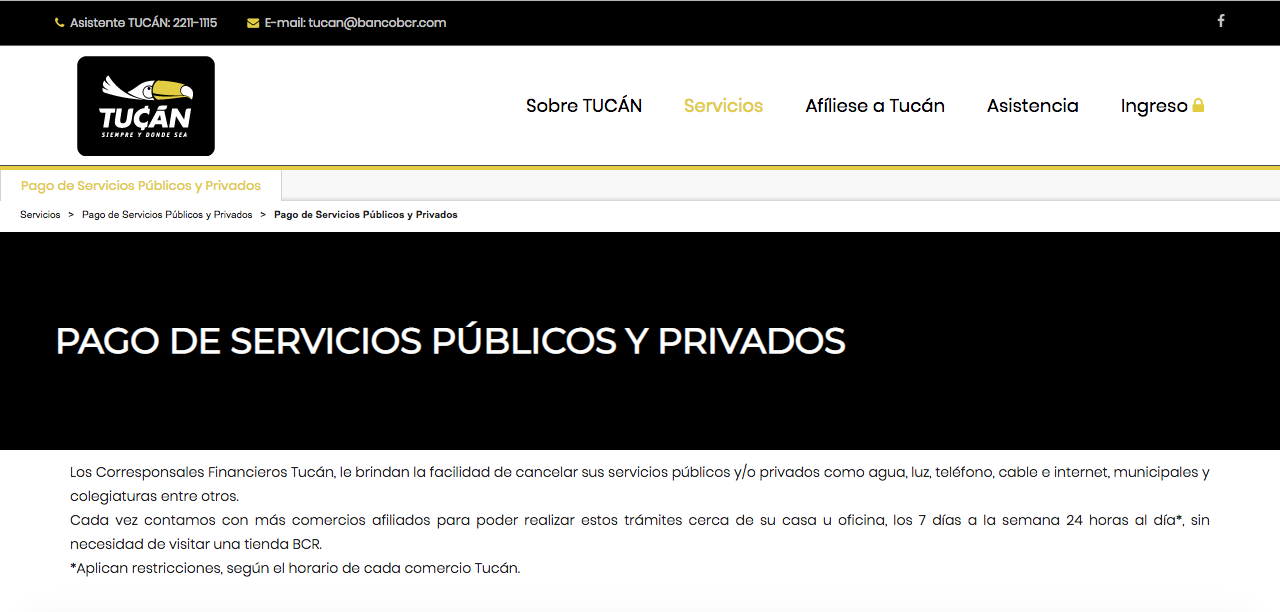 Asistente TUCÁN: 2211-1115 E-mail: tucan@bancobcr.com
TUCÁN
SIEMPRE Y DONDE SEA
Sobre TUCÁN Servicios Afíliese a Tucán Asistencia Ingreso
Pago de Servicios Públicos y Privados
Servicios > Pago de Servicios Públicos y Privados > Pago de Servicios Públicos y Privados
PAGO DE SERVICIOS PÚBLICOS Y PRIVADOS
Los Corresponsales Financieros Tucán, le brindan la facilidad de cancelar sus servicios públicos y/o privados como agua, luz, teléfono, cable e internet, municipales y
colegiaturas entre otros.
Cada vez contamos con más comercios afiliados para poder realizar estos trámites cerca de su casa u oficina, los 7 días a la semana 24 horas al día*, sin
necesidad de visitar una tienda BCR.
*Aplican restricciones, según el horario de cada comercio Tucán.